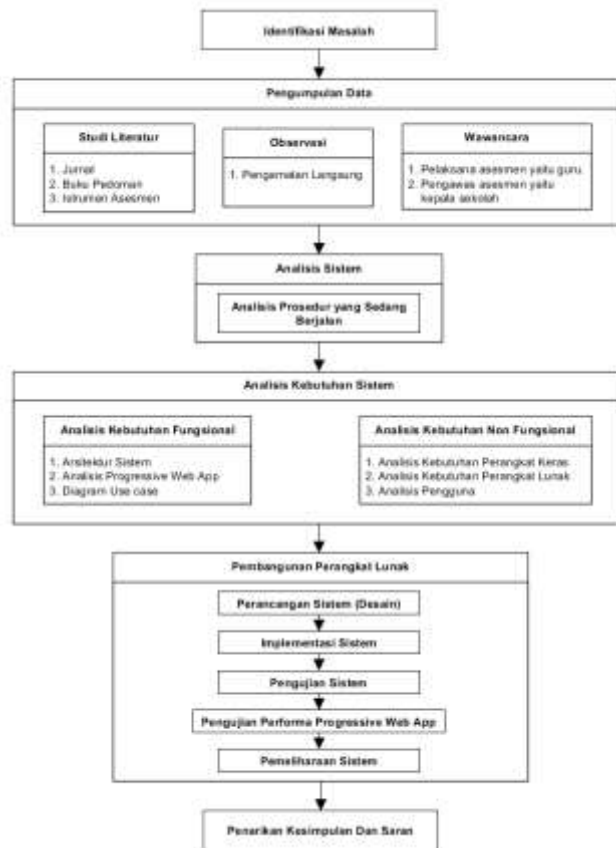 Identifikasi Masalah
Pengumpulan Data
Studi Literatur
1. Jurnal
2. Buku Pedoman
3. Istrumen Asesmen
Observasi
1. Pengamatan Langsung
Wawancara
1. Pelaksana asesmen yaitu guru
2. Pengawas asesmen yaitu
kepala sekolah
Analisis Sistem
Analisis Prosedur yang Sedang
Berjalan
Analisis Kebutuhan Sistem
Analisis Kebutuhan Fungsional
1. Arsitektur Sistem
2. Analisis Progressive Web App
3. Diagram Use case
Analisis Kebutuhan Non Fungsional
1. Analisis Kebutuhan Perangkat Keras
2. Analisis Kebutuhan Perangkat Lunak
3. Analisis Pengguna
Pembangunan Perangkat Lunak
Perancangan Sistem (Desain)
Implementasi Sistem
Pengujian Sistem
Pengujian Performa Progressive Web App
Pemeliharaan Sistem
Penarikan Kesimpulan Dan Saran